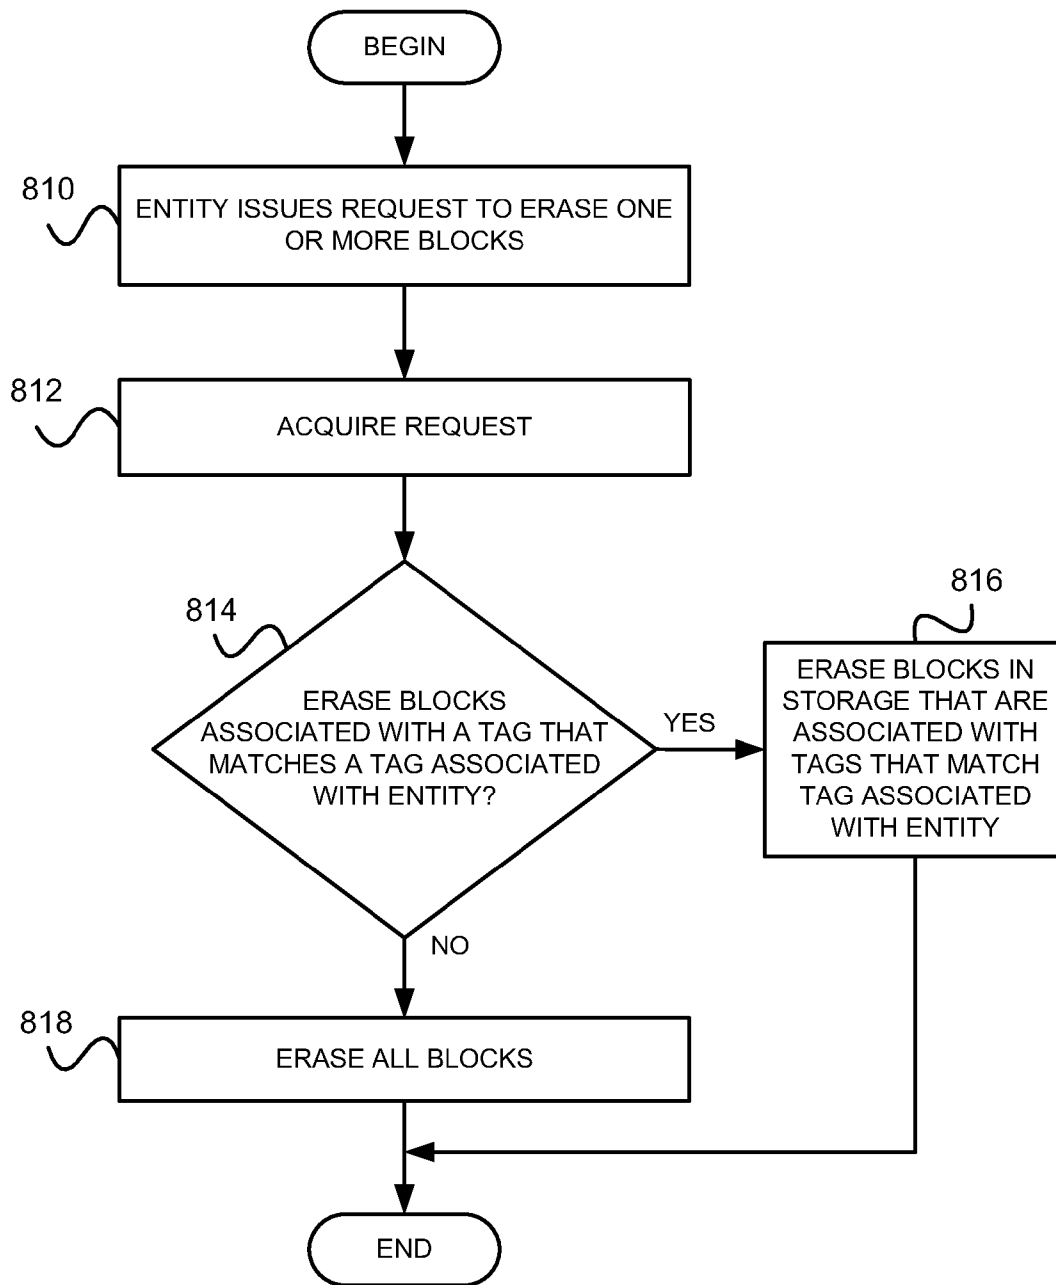 BEGIN
810
ENTITY ISSUES REQUEST TO ERASE ONE
OR MORE BLOCKS
812
ACQUIRE REQUEST
814
ERASE BLOCKS
ASSOCIATED WITH A TAG THAT
MATCHES A TAG ASSOCIATED
WITH ENTITY?
YES
816
ERASE BLOCKS IN
STORAGE THAT ARE
ASSOCIATED WITH
TAGS THAT MATCH
TAG ASSOCIATED
WITH ENTITY
NO
818
ERASE ALL BLOCKS
END